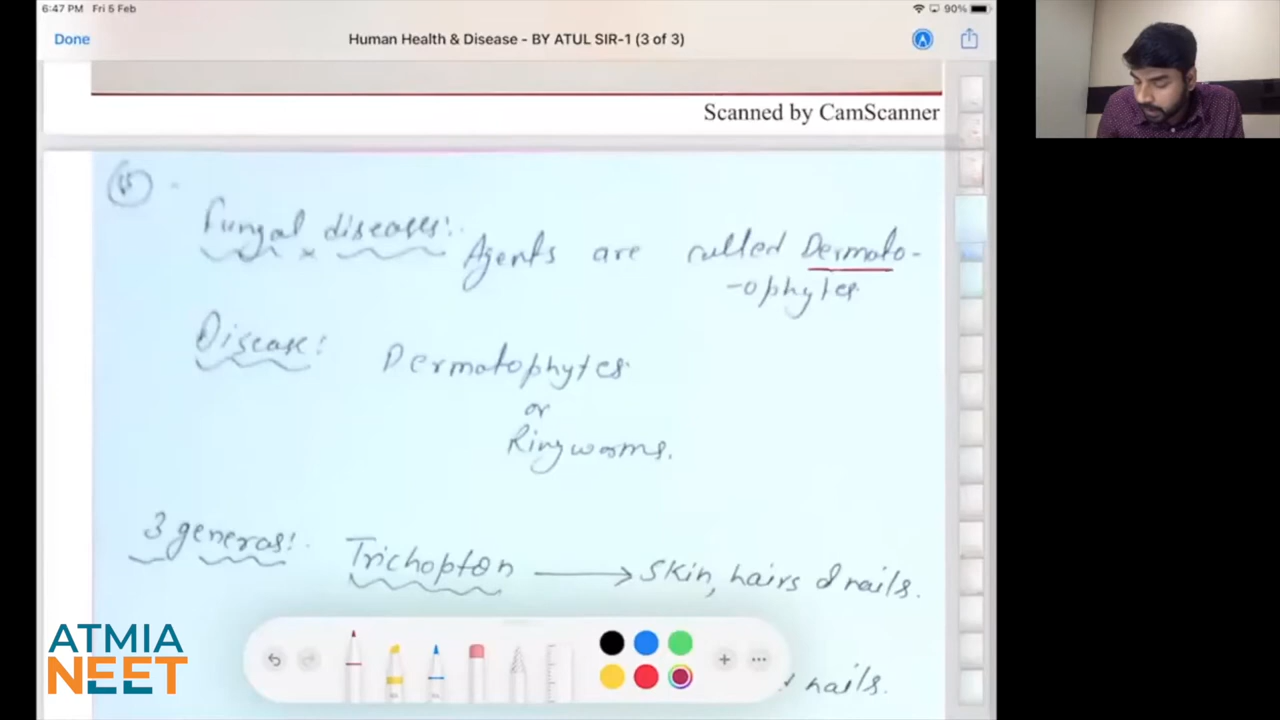 6:47 PM Fri 5 Feb
90%
Done
Human Health & Disease - BY ATUL SIR-1 (3 of 3)
Scanned by CamScanner
Fungal diseases:
Agents are called Dermato-
-ophytes
Disease: Dermatophytes
or
Ringworms.
3 generas: Trichopton → Skin, hairs & nails.
nails.
ATMIA
NEET